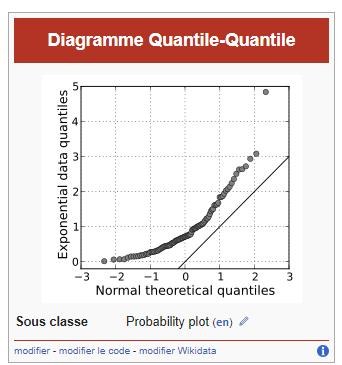 Diagramme Quantile-Quantile
Exponential data quantiles
5
4
3
2
1
0
−3 −2 −1 0 1 2 3
Normal theoretical quantiles
Sous classe Probability plot (en)
modifier - modifier le code - modifier Wikidata